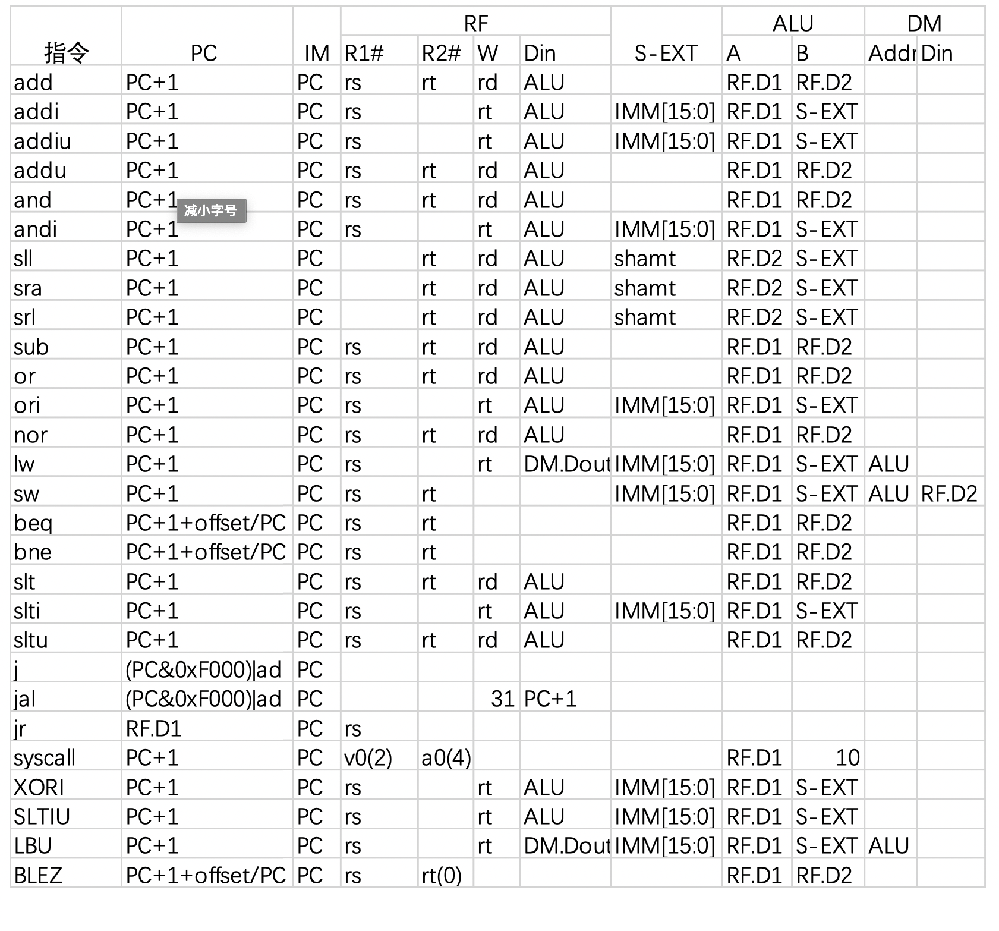 RF ALU DM
指令 PC IM R1# R2# W Din S-EXT A B Addr Din
add PC+1 PC rs rt rd ALU RF.D1 RF.D2
addi PC+1 PC rs rt ALU IMM[15:0] RF.D1 S-EXT
addiu PC+1 PC rs rt ALU IMM[15:0] RF.D1 S-EXT
addu PC+1 PC rs rt rd ALU RF.D1 RF.D2
and PC+1 PC rs rt rd ALU RF.D1 RF.D2
减小字号
andi PC+1 PC rs rt ALU IMM[15:0] RF.D1 S-EXT
sll PC+1 PC rt rd ALU shamt RF.D2 S-EXT
sra PC+1 PC rt rd ALU shamt RF.D2 S-EXT
srl PC+1 PC rt rd ALU shamt RF.D2 S-EXT
sub PC+1 PC rs rt rd ALU RF.D1 RF.D2
or PC+1 PC rs rt rd ALU RF.D1 RF.D2
ori PC+1 PC rs rt ALU IMM[15:0] RF.D1 S-EXT
nor PC+1 PC rs rt rd ALU RF.D1 RF.D2
lw PC+1 PC rs rt DM.Dout IMM[15:0] RF.D1 S-EXT ALU
sw PC+1 PC rs rt IMM[15:0] RF.D1 S-EXT ALU RF.D2
beq PC+1+offset/PC PC rs rt RF.D1 RF.D2
bne PC+1+offset/PC PC rs rt RF.D1 RF.D2
slt PC+1 PC rs rt rd ALU RF.D1 RF.D2
slti PC+1 PC rs rt ALU IMM[15:0] RF.D1 S-EXT
sltu PC+1 PC rs rt rd ALU RF.D1 RF.D2
j (PC&0xF000)|ad PC
jal (PC&0xF000)|ad PC 31 PC+1
jr RF.D1 PC rs
syscall PC+1 PC v0(2) a0(4) RF.D1 10
XORI PC+1 PC rs rt ALU IMM[15:0] RF.D1 S-EXT
SLTIU PC+1 PC rs rt ALU IMM[15:0] RF.D1 S-EXT
LBU PC+1 PC rs rt DM.Dout IMM[15:0] RF.D1 S-EXT ALU
BLEZ PC+1+offset/PC PC rs rt(0) RF.D1 RF.D2